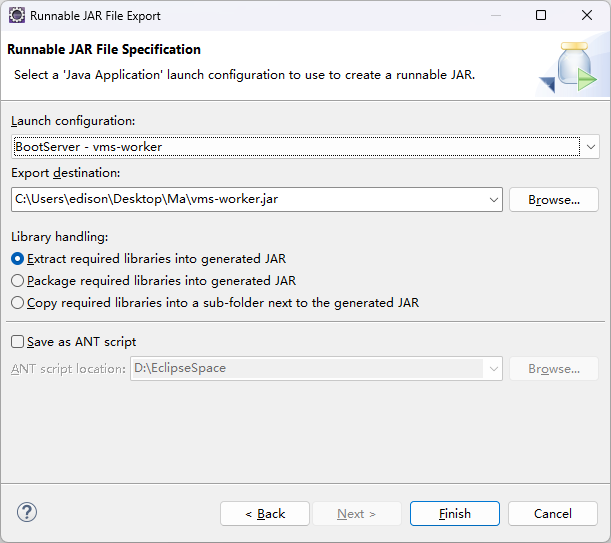 Runnable JAR File Export
Runnable JAR File Specification
Select a 'Java Application' launch configuration to use to create a runnable JAR.
Launch configuration:
BootServer - vms-worker
Export destination:
C:\Users\edison\Desktop\Ma\vms-worker.jar
Browse...
Library handling:
Extract required libraries into generated JAR
Package required libraries into generated JAR
Copy required libraries into a sub-folder next to the generated JAR
Save as ANT script
ANT script location:
D:\EclipseSpace
Browse...
?
< Back
Next >
Finish
Cancel